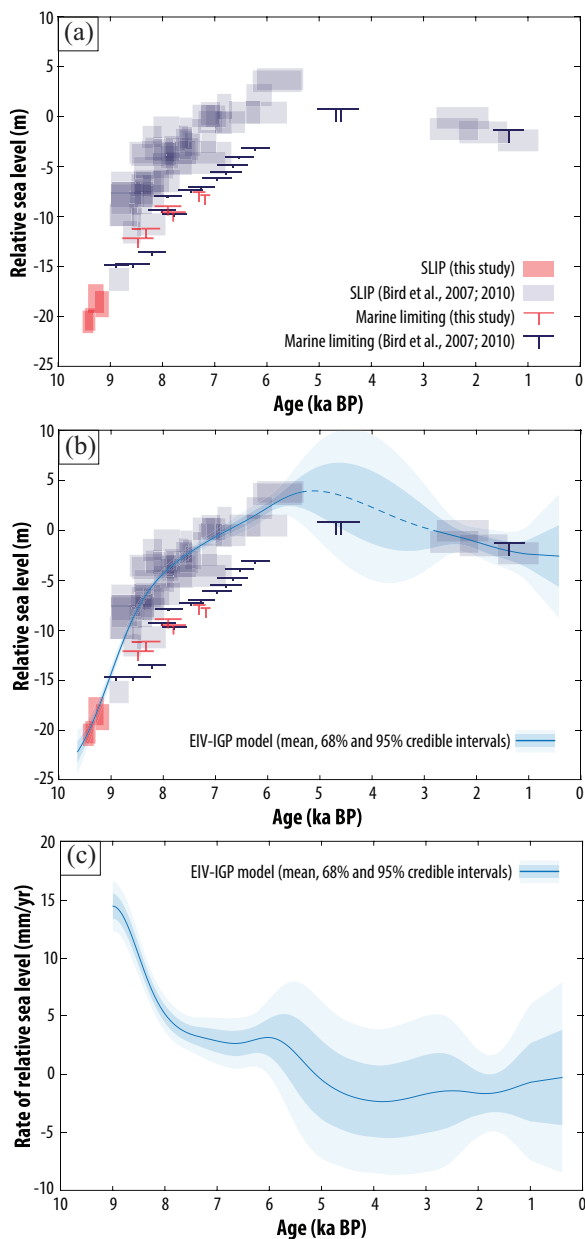 (a)
10
5
0
-5
-10
-15
-20
-25
Relative sea level (m)
SLIP (this study)
SLIP (Bird et al., 2007; 2010)
Marine limiting (this study)
Marine limiting (Bird et al., 2007; 2010)
10 9 8 7 6 5 4 3 2 1 0
Age (ka BP)
(b)
10
5
0
-5
-10
-15
-20
-25
Relative sea level (m)
EIV-IGP model (mean, 68% and 95% credible intervals)
10 9 8 7 6 5 4 3 2 1 0
Age (ka BP)
(c)
20
15
10
5
0
-5
-10
Rate of relative sea level (mm/yr)
EIV-IGP model (mean, 68% and 95% credible intervals)
10 9 8 7 6 5 4 3 2 1 0
Age (ka BP)